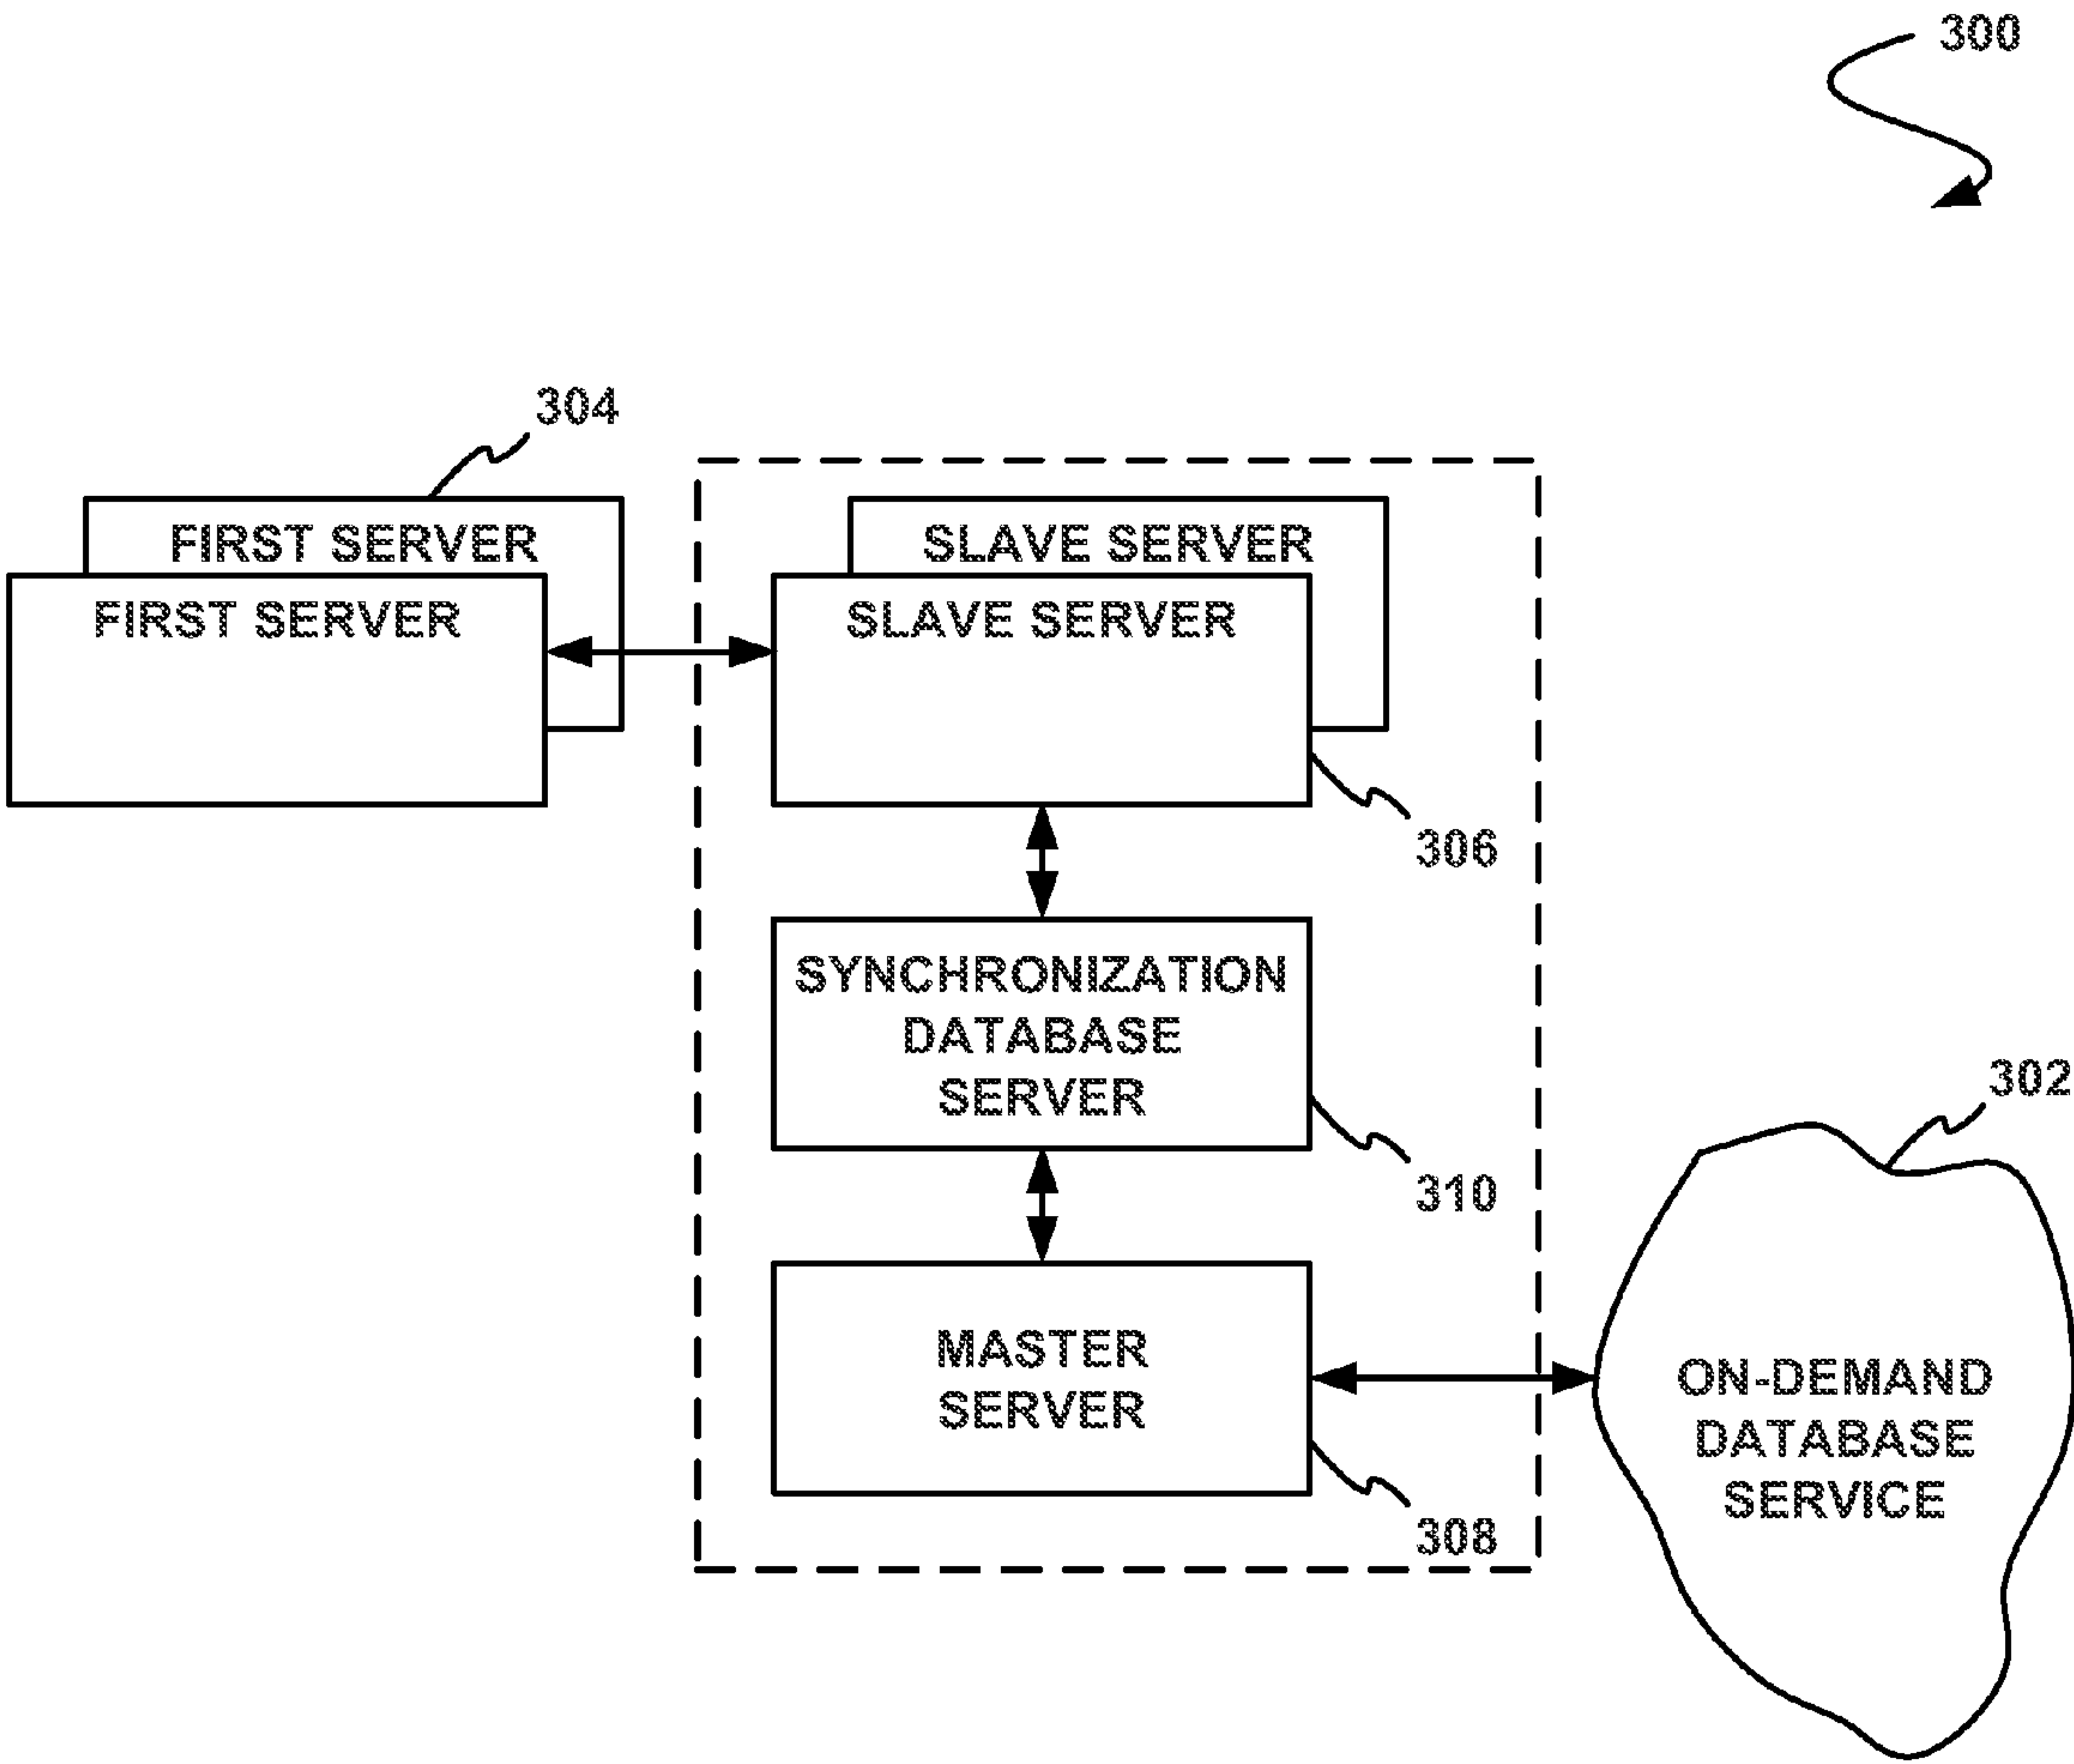 300
304
FIRST SERVER
FIRST SERVER
SLAVE SERVER
SLAVE SERVER
306
SYNCHRONIZATION
DATABASE
SERVER
310
302
MASTER
SERVER
308
ON-DEMAND
DATABASE
SERVICE